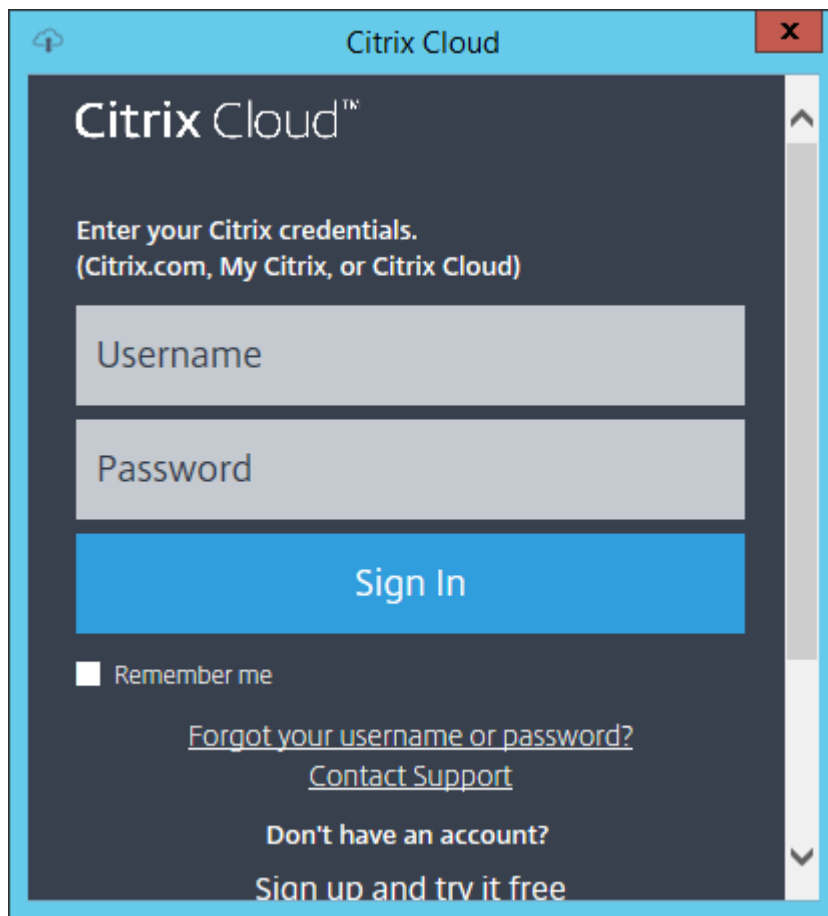 Citrix Cloud
x
Citrix Cloud™
Enter your Citrix credentials.
(Citrix.com, My Citrix, or Citrix Cloud)
Username
Password
Sign In
Remember me
Forgot your username or password?
Contact Support
Don't have an account?
Sign up and try it free